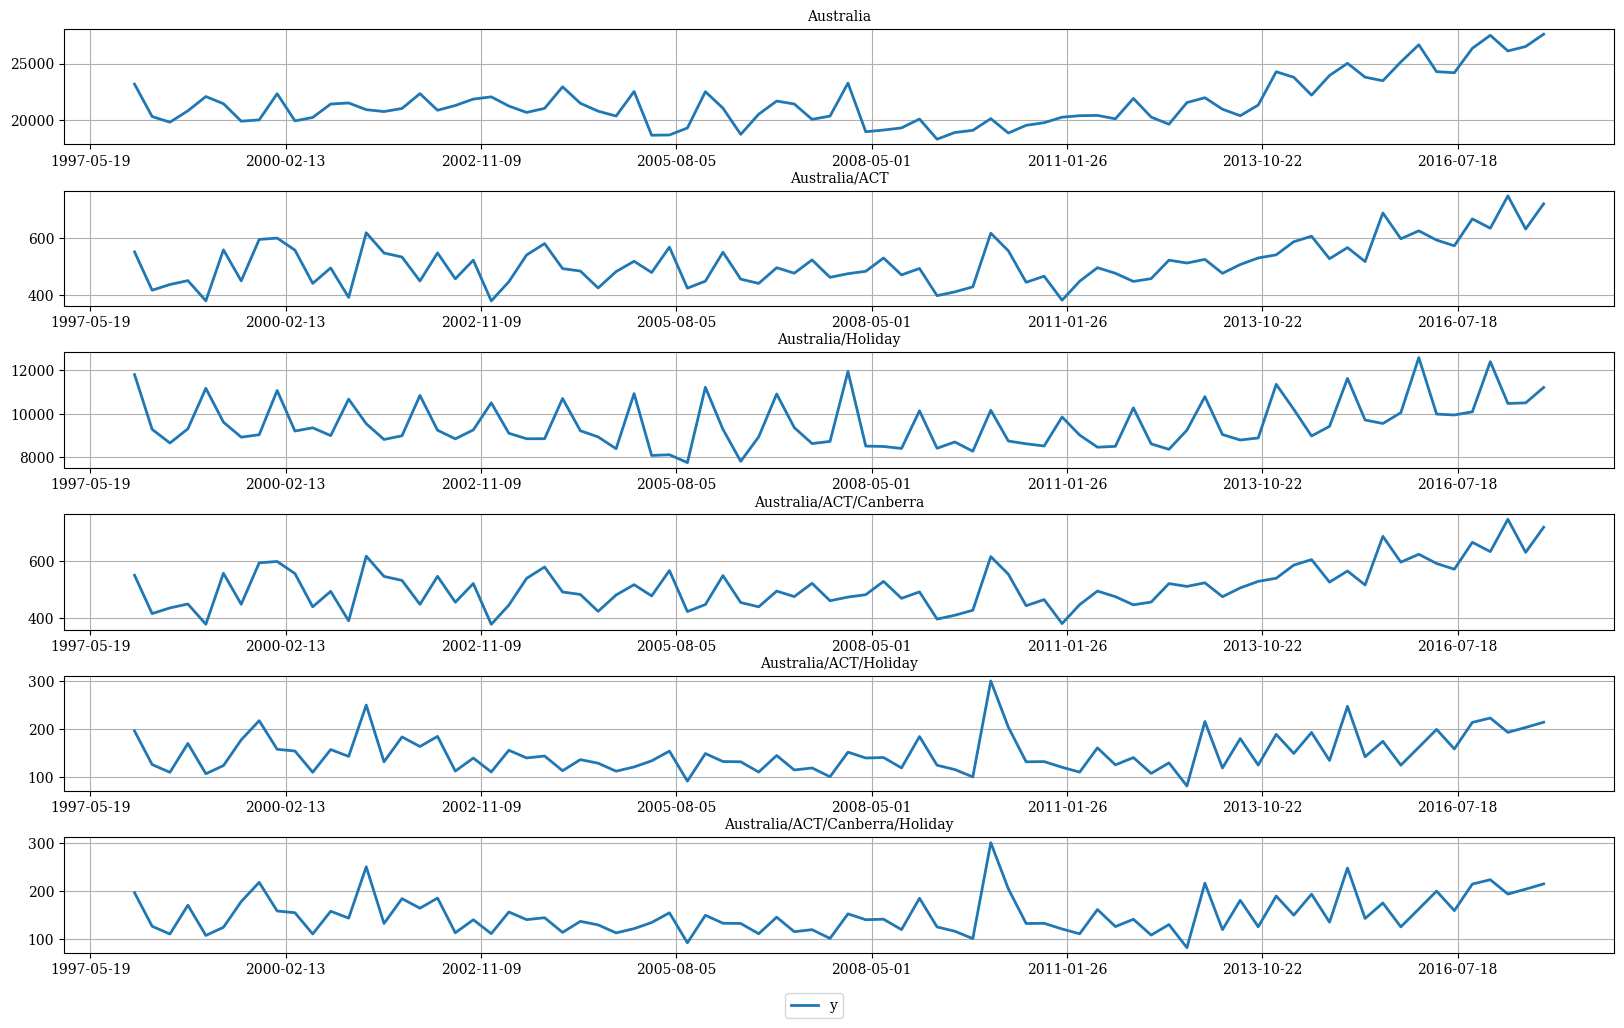 Australia
25000
20000
1997-05-19 2000-02-13 2002-11-09 2005-08-05 2008-05-01 2011-01-26 2013-10-22 2016-07-18
Australia/ACT
600
400
1997-05-19 2000-02-13 2002-11-09 2005-08-05 2008-05-01 2011-01-26 2013-10-22 2016-07-18
Australia/Holiday
12000
10000
8000
1997-05-19 2000-02-13 2002-11-09 2005-08-05 2008-05-01 2011-01-26 2013-10-22 2016-07-18
Australia/ACT/Canberra
600
400
1997-05-19 2000-02-13 2002-11-09 2005-08-05 2008-05-01 2011-01-26 2013-10-22 2016-07-18
Australia/ACT/Holiday
300
200
100
1997-05-19 2000-02-13 2002-11-09 2005-08-05 2008-05-01 2011-01-26 2013-10-22 2016-07-18
Australia/ACT/Canberra/Holiday
300
200
100
1997-05-19 2000-02-13 2002-11-09 2005-08-05 2008-05-01 2011-01-26 2013-10-22 2016-07-18
y